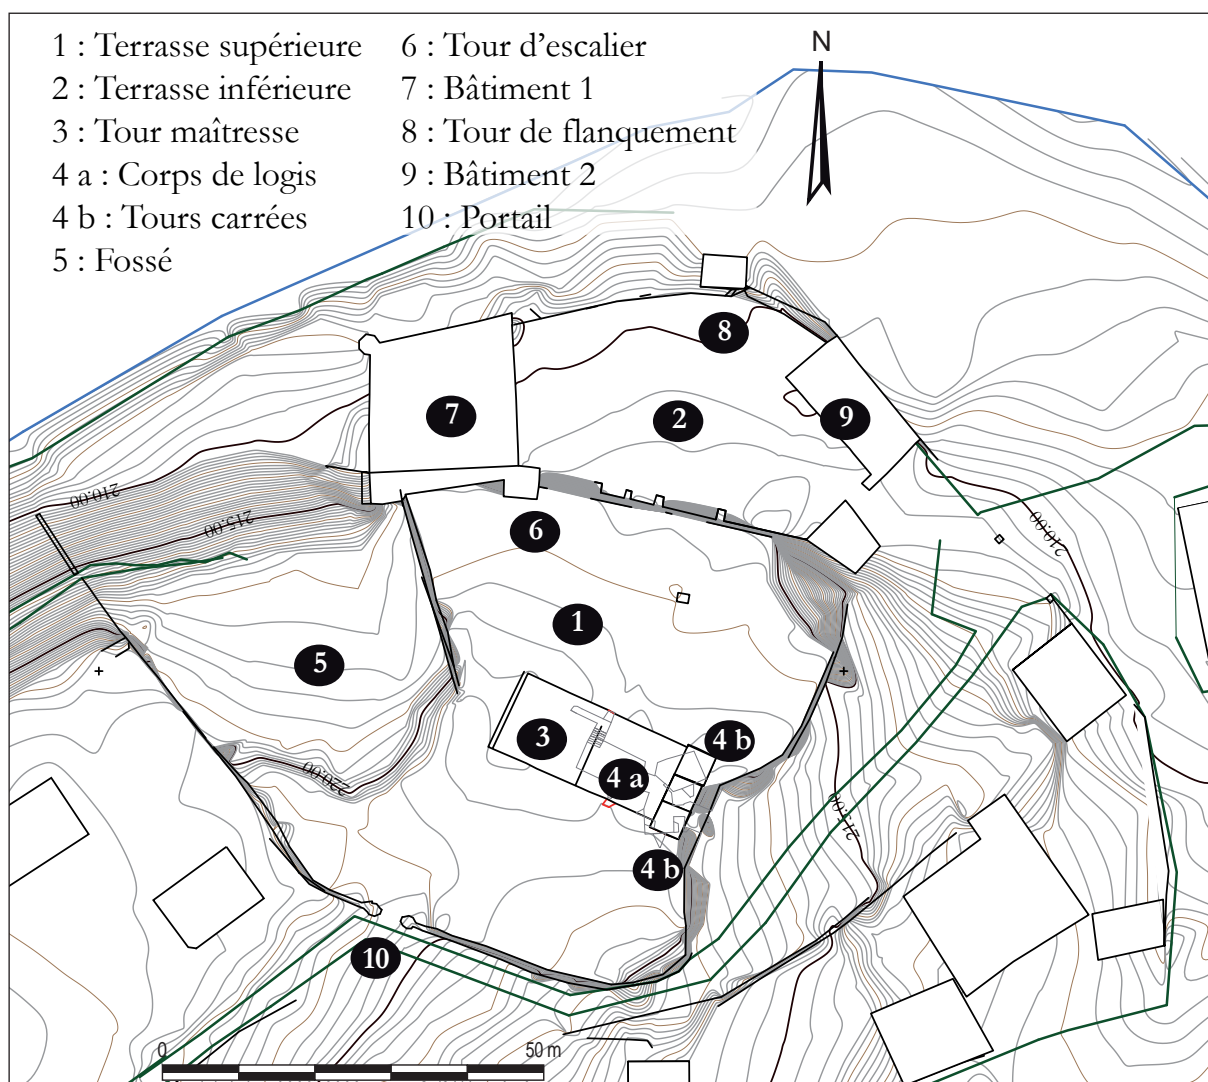 1 : Terrasse supérieure
2 : Terrasse inférieure
3 : Tour maîtresse
4 a : Corps de logis
4 b : Tours carrées
5 : Fossé
6 : Tour d’escalier
7 : Bâtiment 1
8 : Tour de flanquement
9 : Bâtiment 2
10 : Portail
N
8
7
2
9
210.00
215.00
6
210.00
1
5
3
4 b
4 a
220.00
215.00
4 b
10
0
50 m